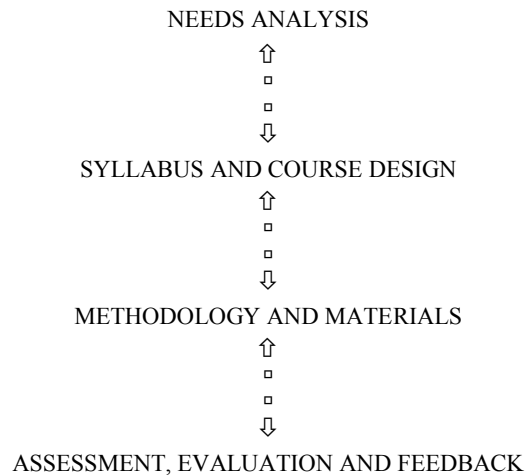 NEEDS ANALYSIS
SYLLABUS AND COURSE DESIGN
METHODOLOGY AND MATERIALS
ASSESSMENT, EVALUATION AND FEEDBACK